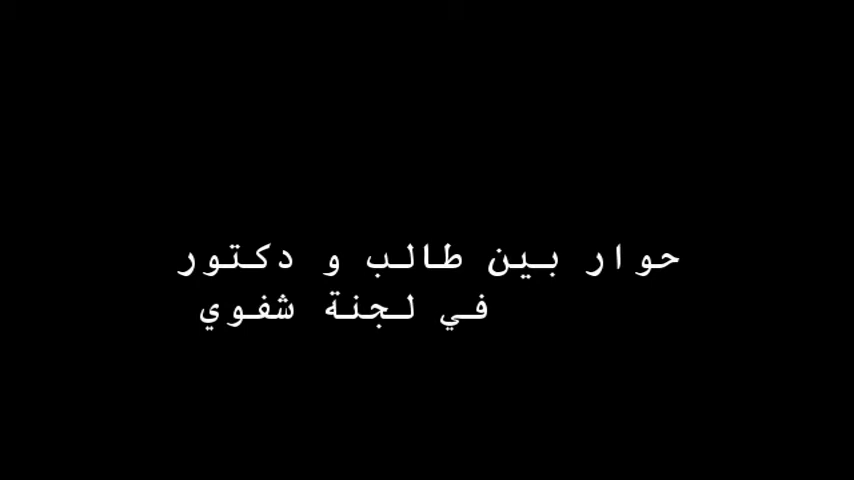 حوار بين طالب و دكتور
في لجنة شفوي